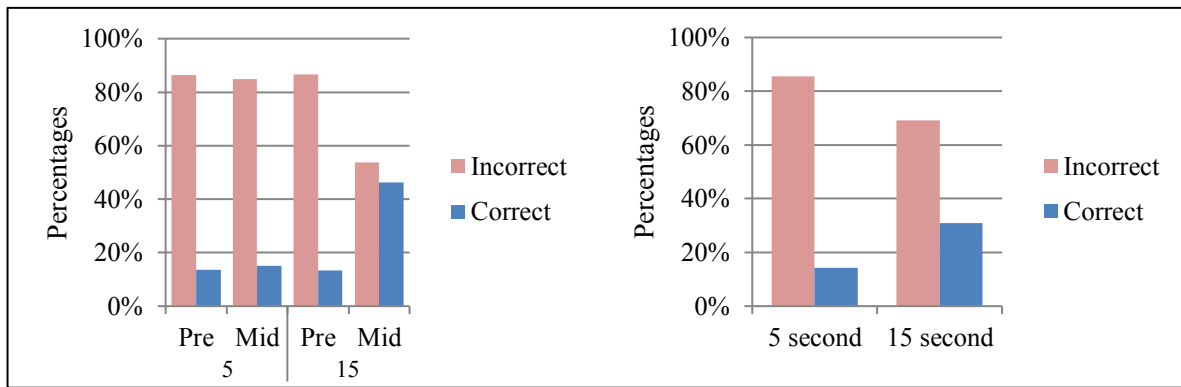 100%
80%
60%
40%
20%
0%
Percentages
Pre Mid Pre Mid
5 15
Incorrect
Correct
100%
80%
60%
40%
20%
0%
Percentages
5 second 15 second
Incorrect
Correct